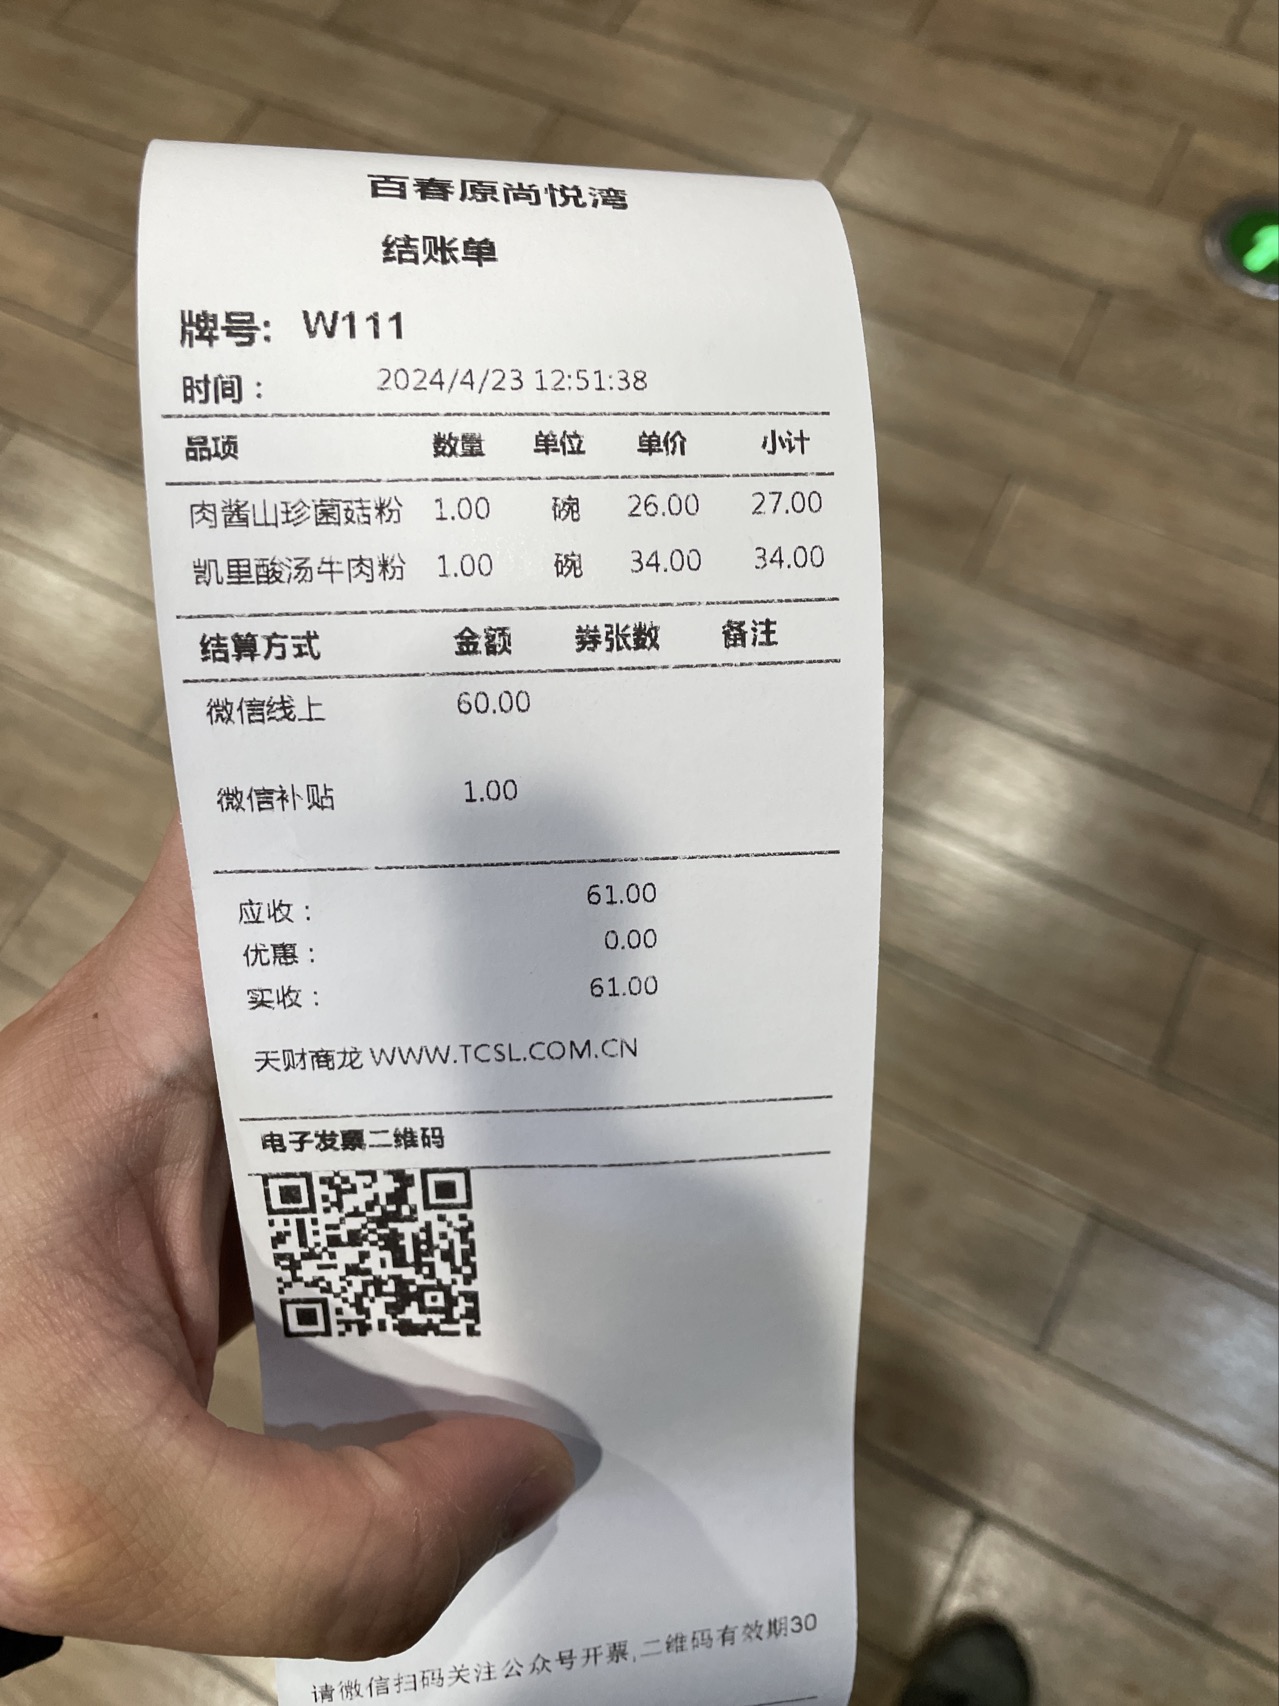 百春原尚悦湾
结账单
牌号: W111
时间： 2024/4/23 12:51:38
品项 数量 单位 单价 小计
肉酱山珍菌菇粉 1.00 碗 26.00 27.00
凯里酸汤牛肉粉 1.00 碗 34.00 34.00
结算方式 金额 券张数 备注
微信线上 60.00
微信补贴 1.00
应收： 61.00
优惠： 0.00
实收： 61.00
天财商龙 WWW.TCSL.COM.CN
电子发票二维码
请微信扫码关注公众号开票,二维码有效期30